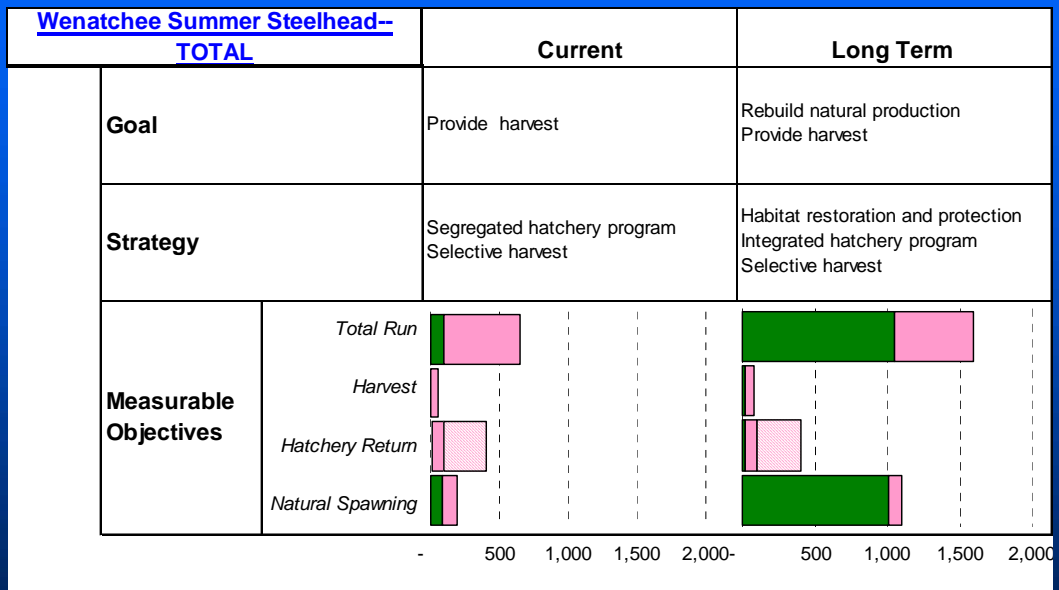 Wenatchee Summer Steelhead--
TOTAL
Current
Long Term
Goal
Provide harvest
Rebuild natural production
Provide harvest
Strategy
Segregated hatchery program
Selective harvest
Habitat restoration and protection
Integrated hatchery program
Selective harvest
Measurable
Objectives
Total Run
Harvest
Hatchery Return
Natural Spawning
- 500 1,000 1,500 2,000
- 500 1,000 1,500 2,000